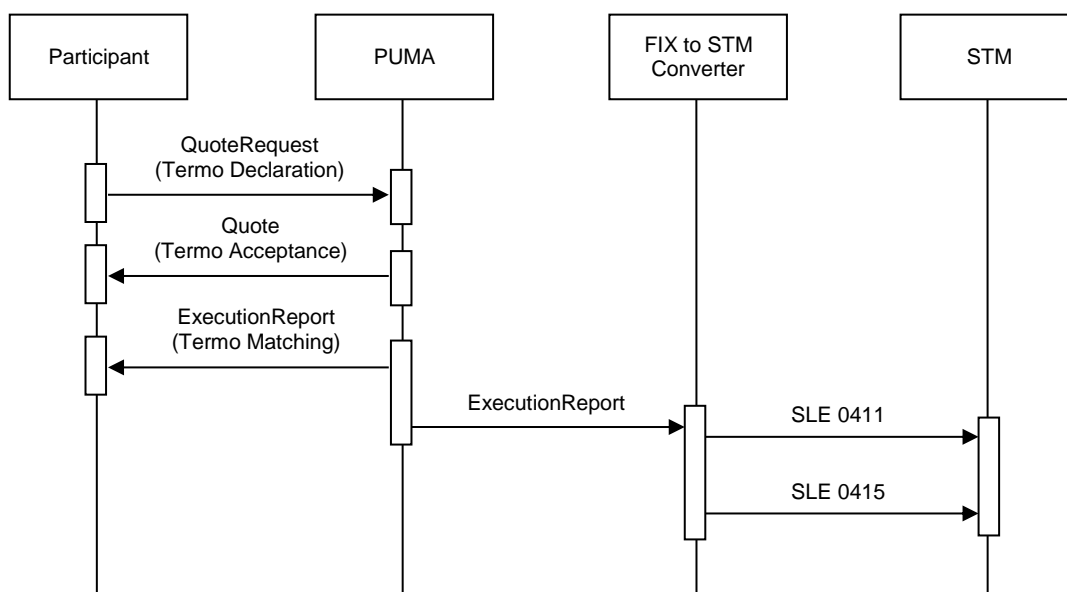 Participant
PUMA
FIX to STM
Converter
STM
QuoteRequest
(Termo Declaration)
Quote
(Termo Acceptance)
ExecutionReport
(Termo Matching)
ExecutionReport
SLE 0411
SLE 0415